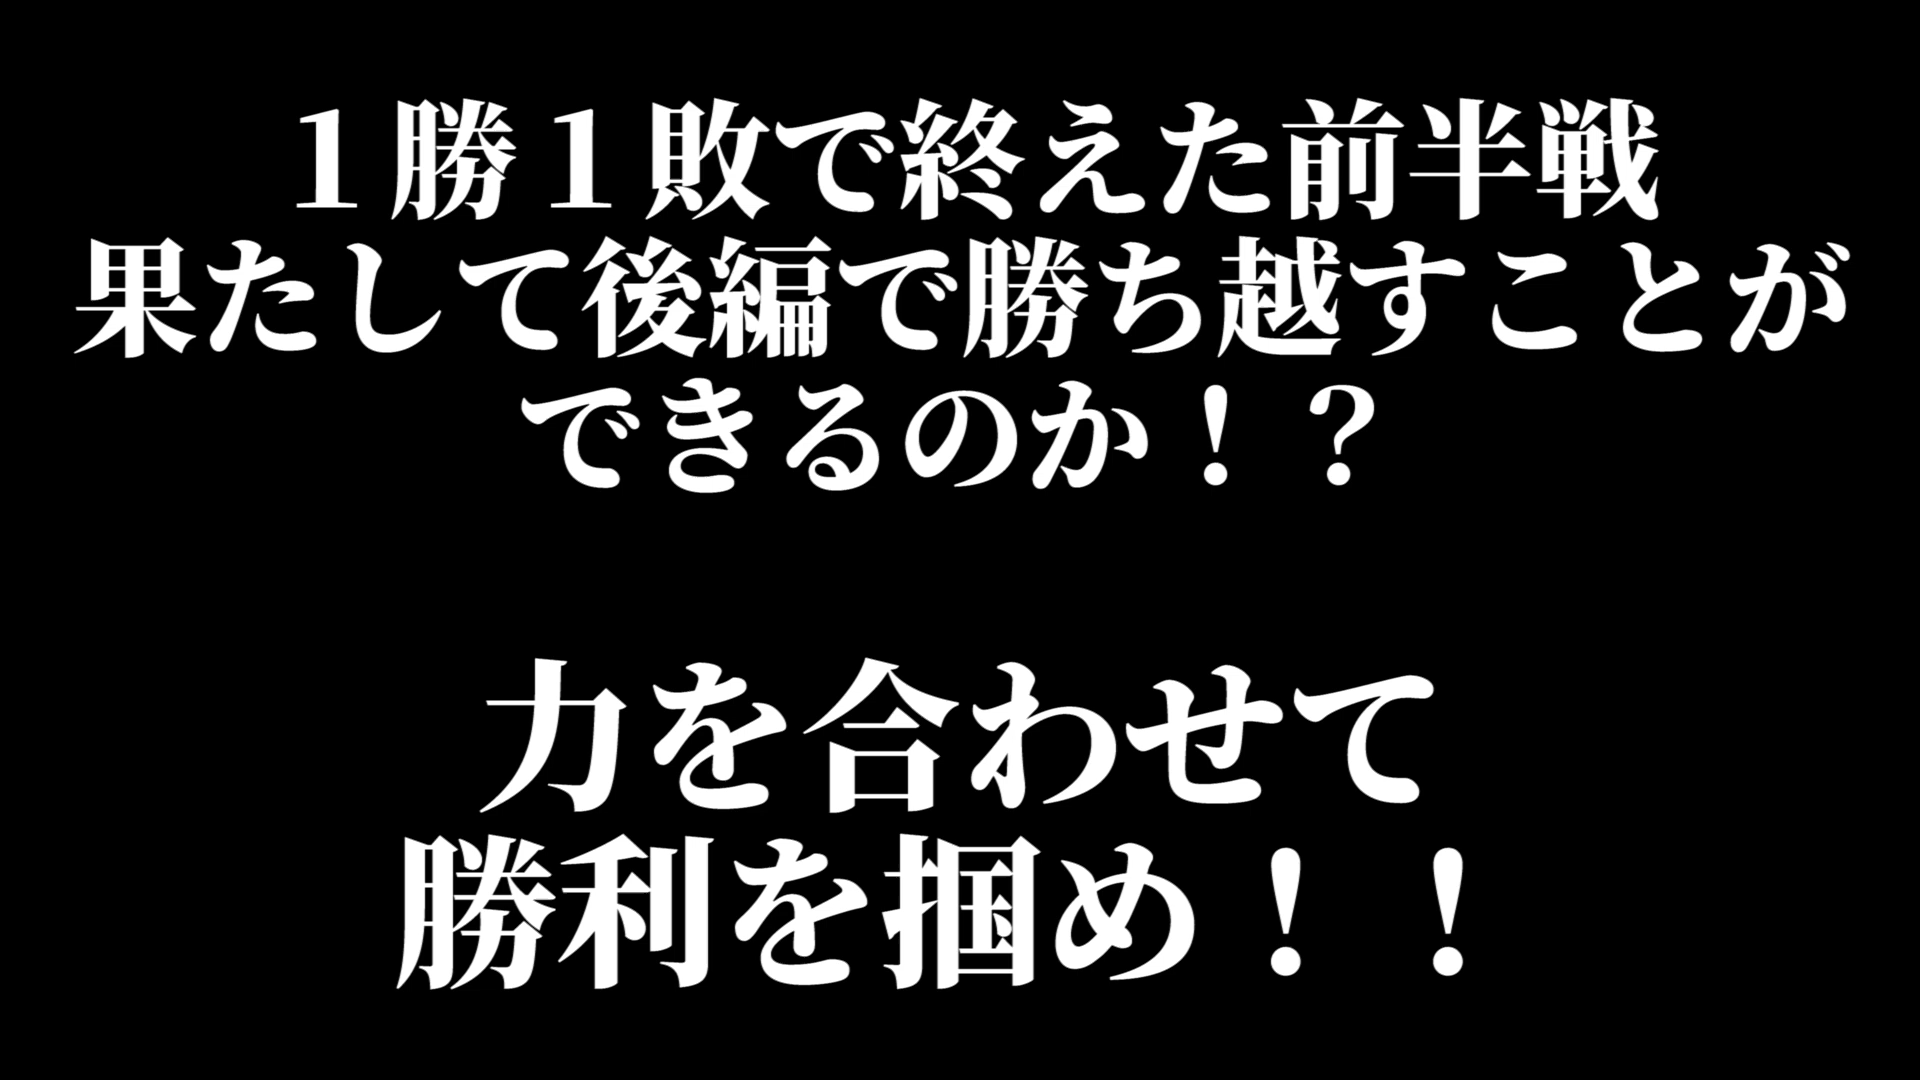 １勝１敗で終えた前半戦
果たして後編で勝ち越すことが
できるのか！？
力を合わせて
勝利を掴め！！